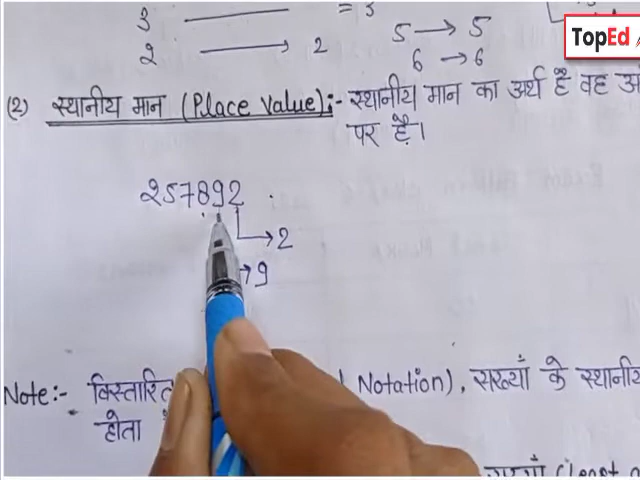 TopEd
3 = 3
2 → 2
5 → 5
6 → 6
(2) स्थानीय मान (Place Value):- स्थानीय मान का अर्थ है वह
पर है।
257892
→ 2
→ 9
Note:- विस्तारित Notation), सख्याँ के स्थानीय
होता